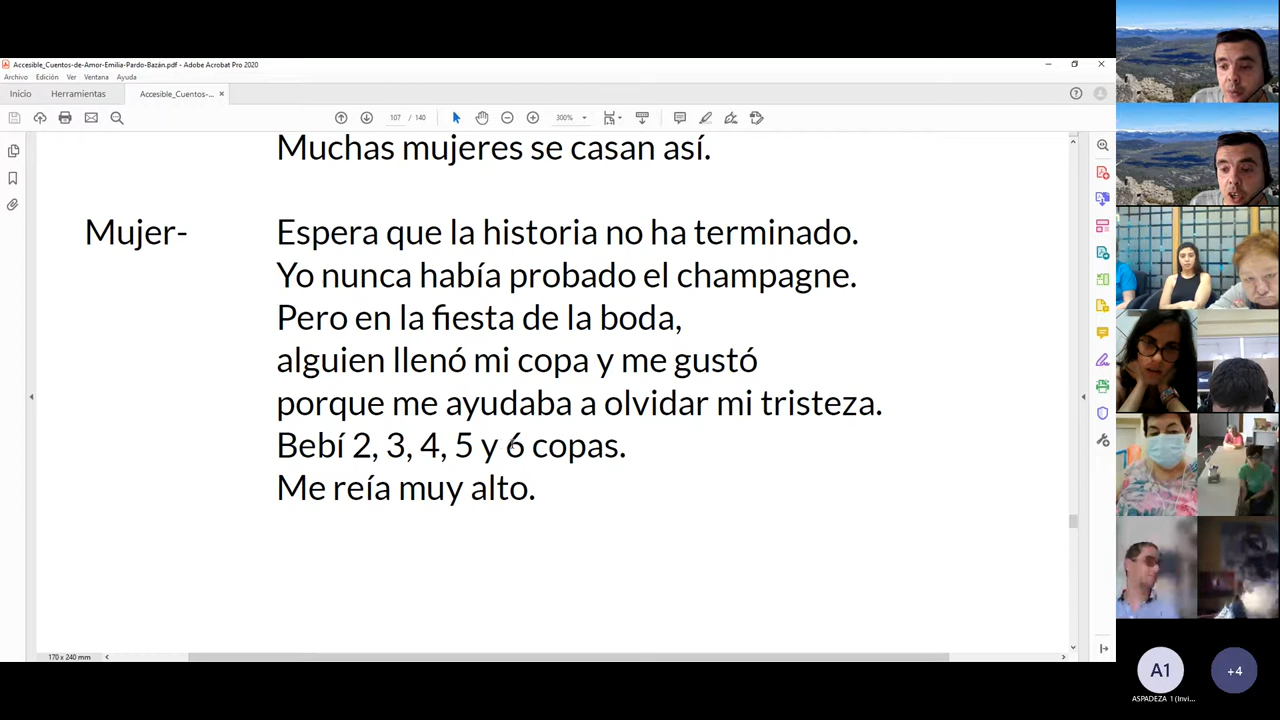 Accesible_Cuentos-de-Amor-Emilia-Pardo-Bazán.pdf - Adobe Acrobat Pro 2020
Archivo Edición Ver Ventana Ayuda
Inicio Herramientas Accesible_Cuentos-...
107 / 140 300%
Muchas mujeres se casan así.
Mujer- Espera que la historia no ha terminado.
Yo nunca había probado el champagne.
Pero en la fiesta de la boda,
alguien llenó mi copa y me gustó
porque me ayudaba a olvidar mi tristeza.
Bebí 2, 3, 4, 5 y 6 copas.
Me reía muy alto.
170 x 240 mm
A1
+4
ASPADEZA 1 (Invi...